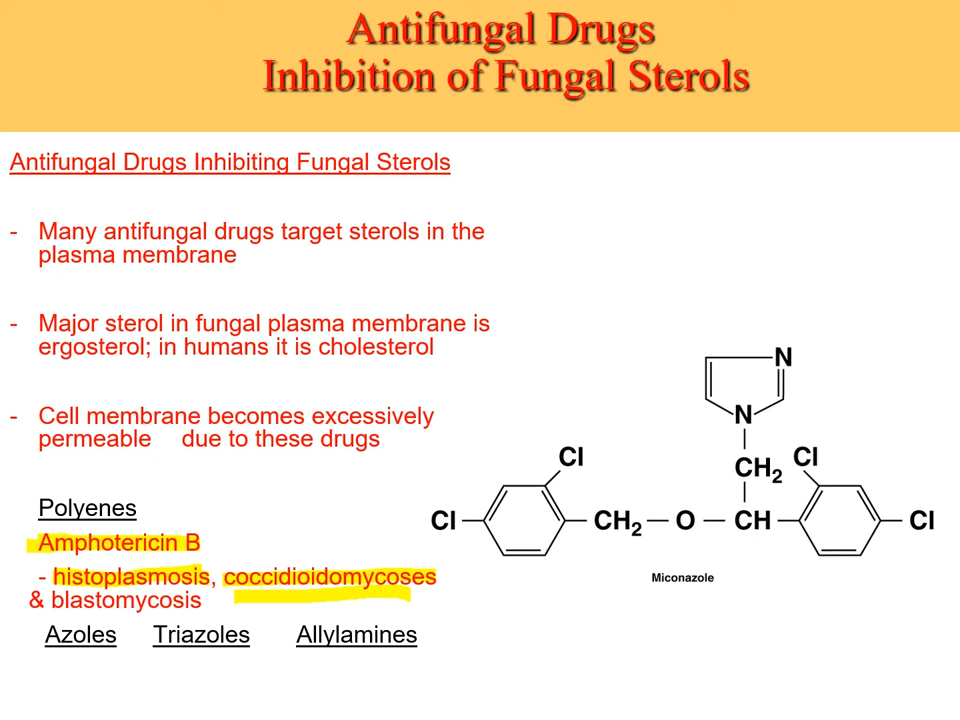 Antifungal Drugs
Inhibition of Fungal Sterols
Antifungal Drugs Inhibiting Fungal Sterols
- Many antifungal drugs target sterols in the
plasma membrane
- Major sterol in fungal plasma membrane is
ergosterol; in humans it is cholesterol
- Cell membrane becomes excessively
permeable due to these drugs
Polyenes
Amphotericin B
- histoplasmosis, coccidioidomycoses
& blastomycosis
Azoles Triazoles Allylamines
N
N
Cl CH2 Cl
Cl CH2 O CH Cl
Miconazole